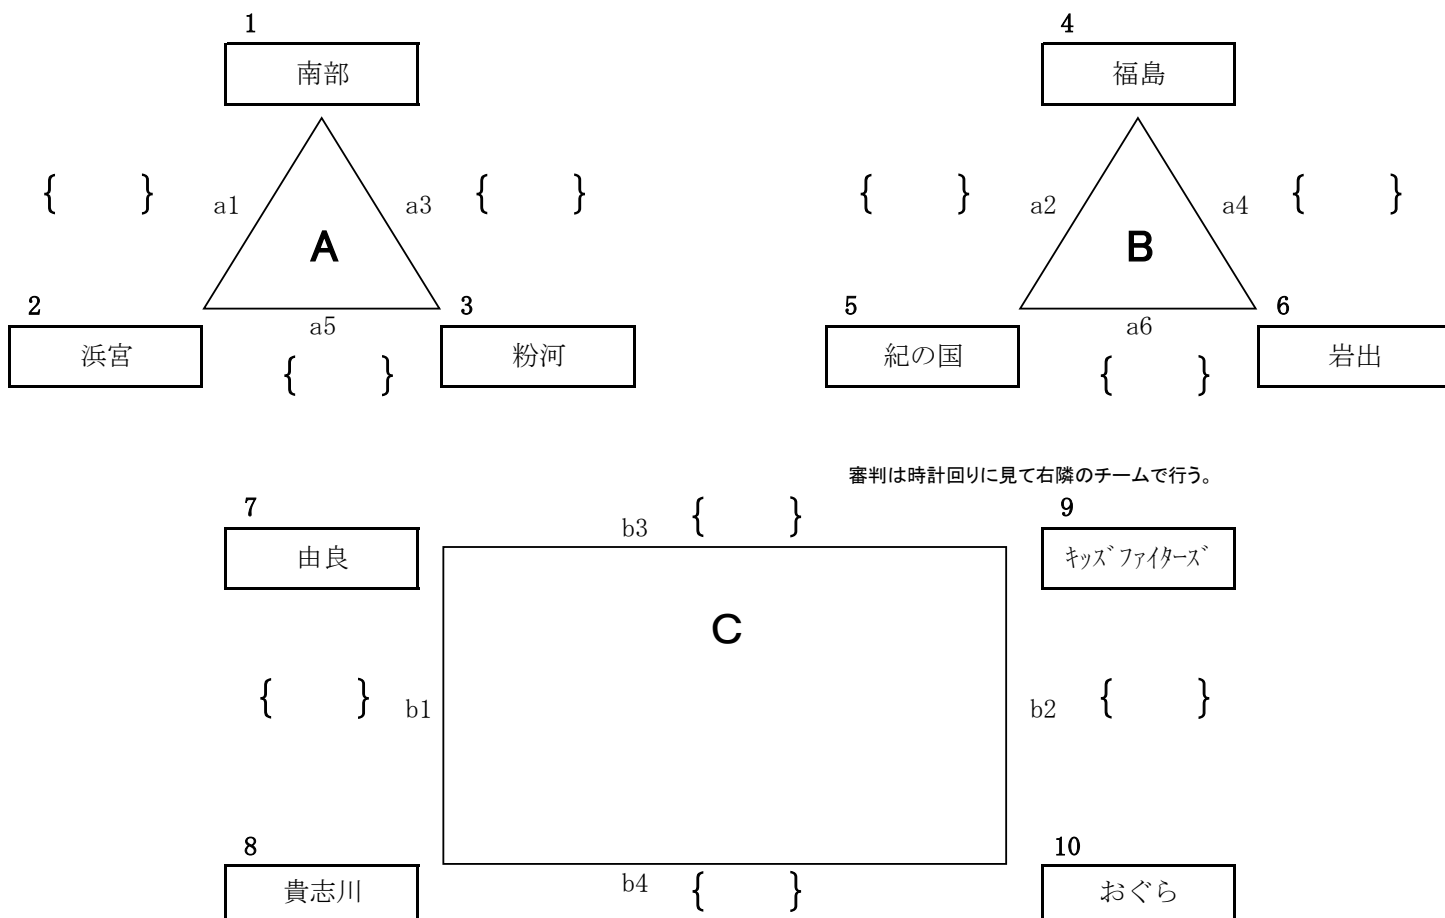 1
4
南部
福島
{ }
a1
a3
{ }
{ }
a2
a4
{ }
A
B
2
3
5
6
浜宮
a5
粉河
紀の国
a6
岩出
{ }
{ }
審判は時計回りに見て右隣のチームで行う。
7
b3
{ }
9
由良
ｷｯｽﾞﾌｧｲﾀｰｽﾞ
C
{ }
b1
b2
{ }
8
10
貴志川
b4
{ }
おぐら